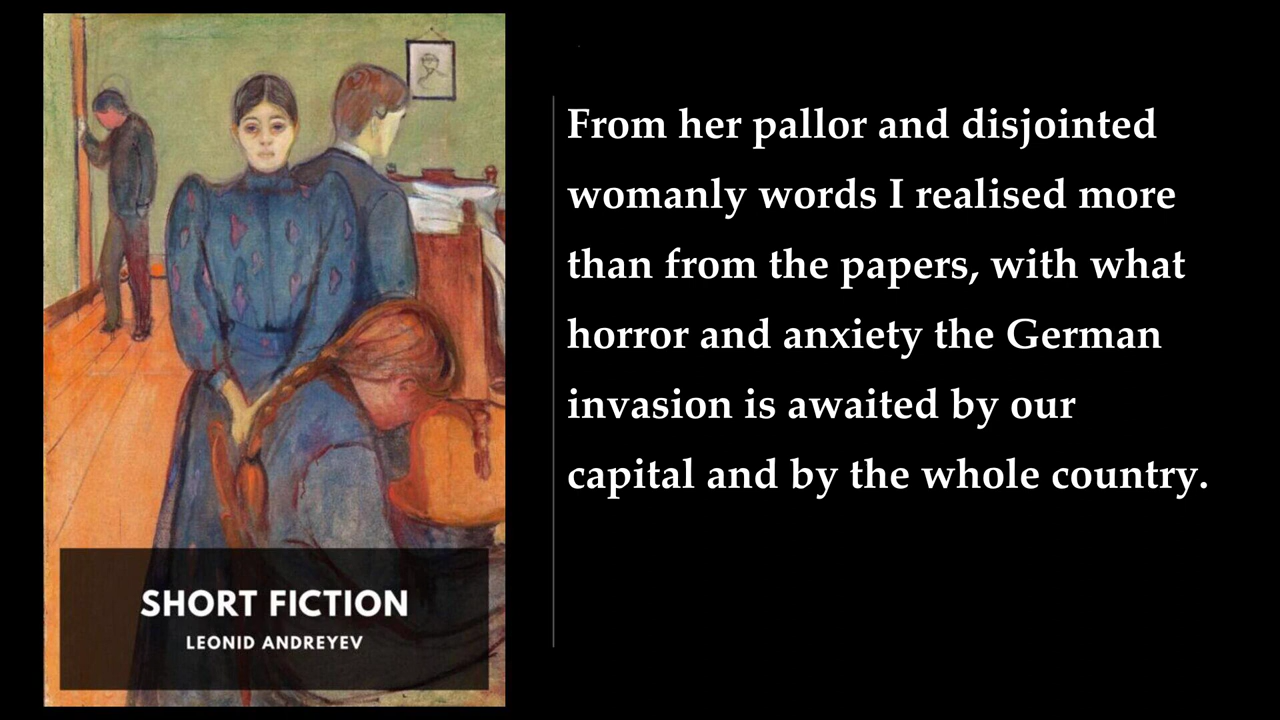 From her pallor and disjointed
womanly words I realised more
than from the papers, with what
horror and anxiety the German
invasion is awaited by our
capital and by the whole country.
SHORT FICTION
LEONID ANDREYEV